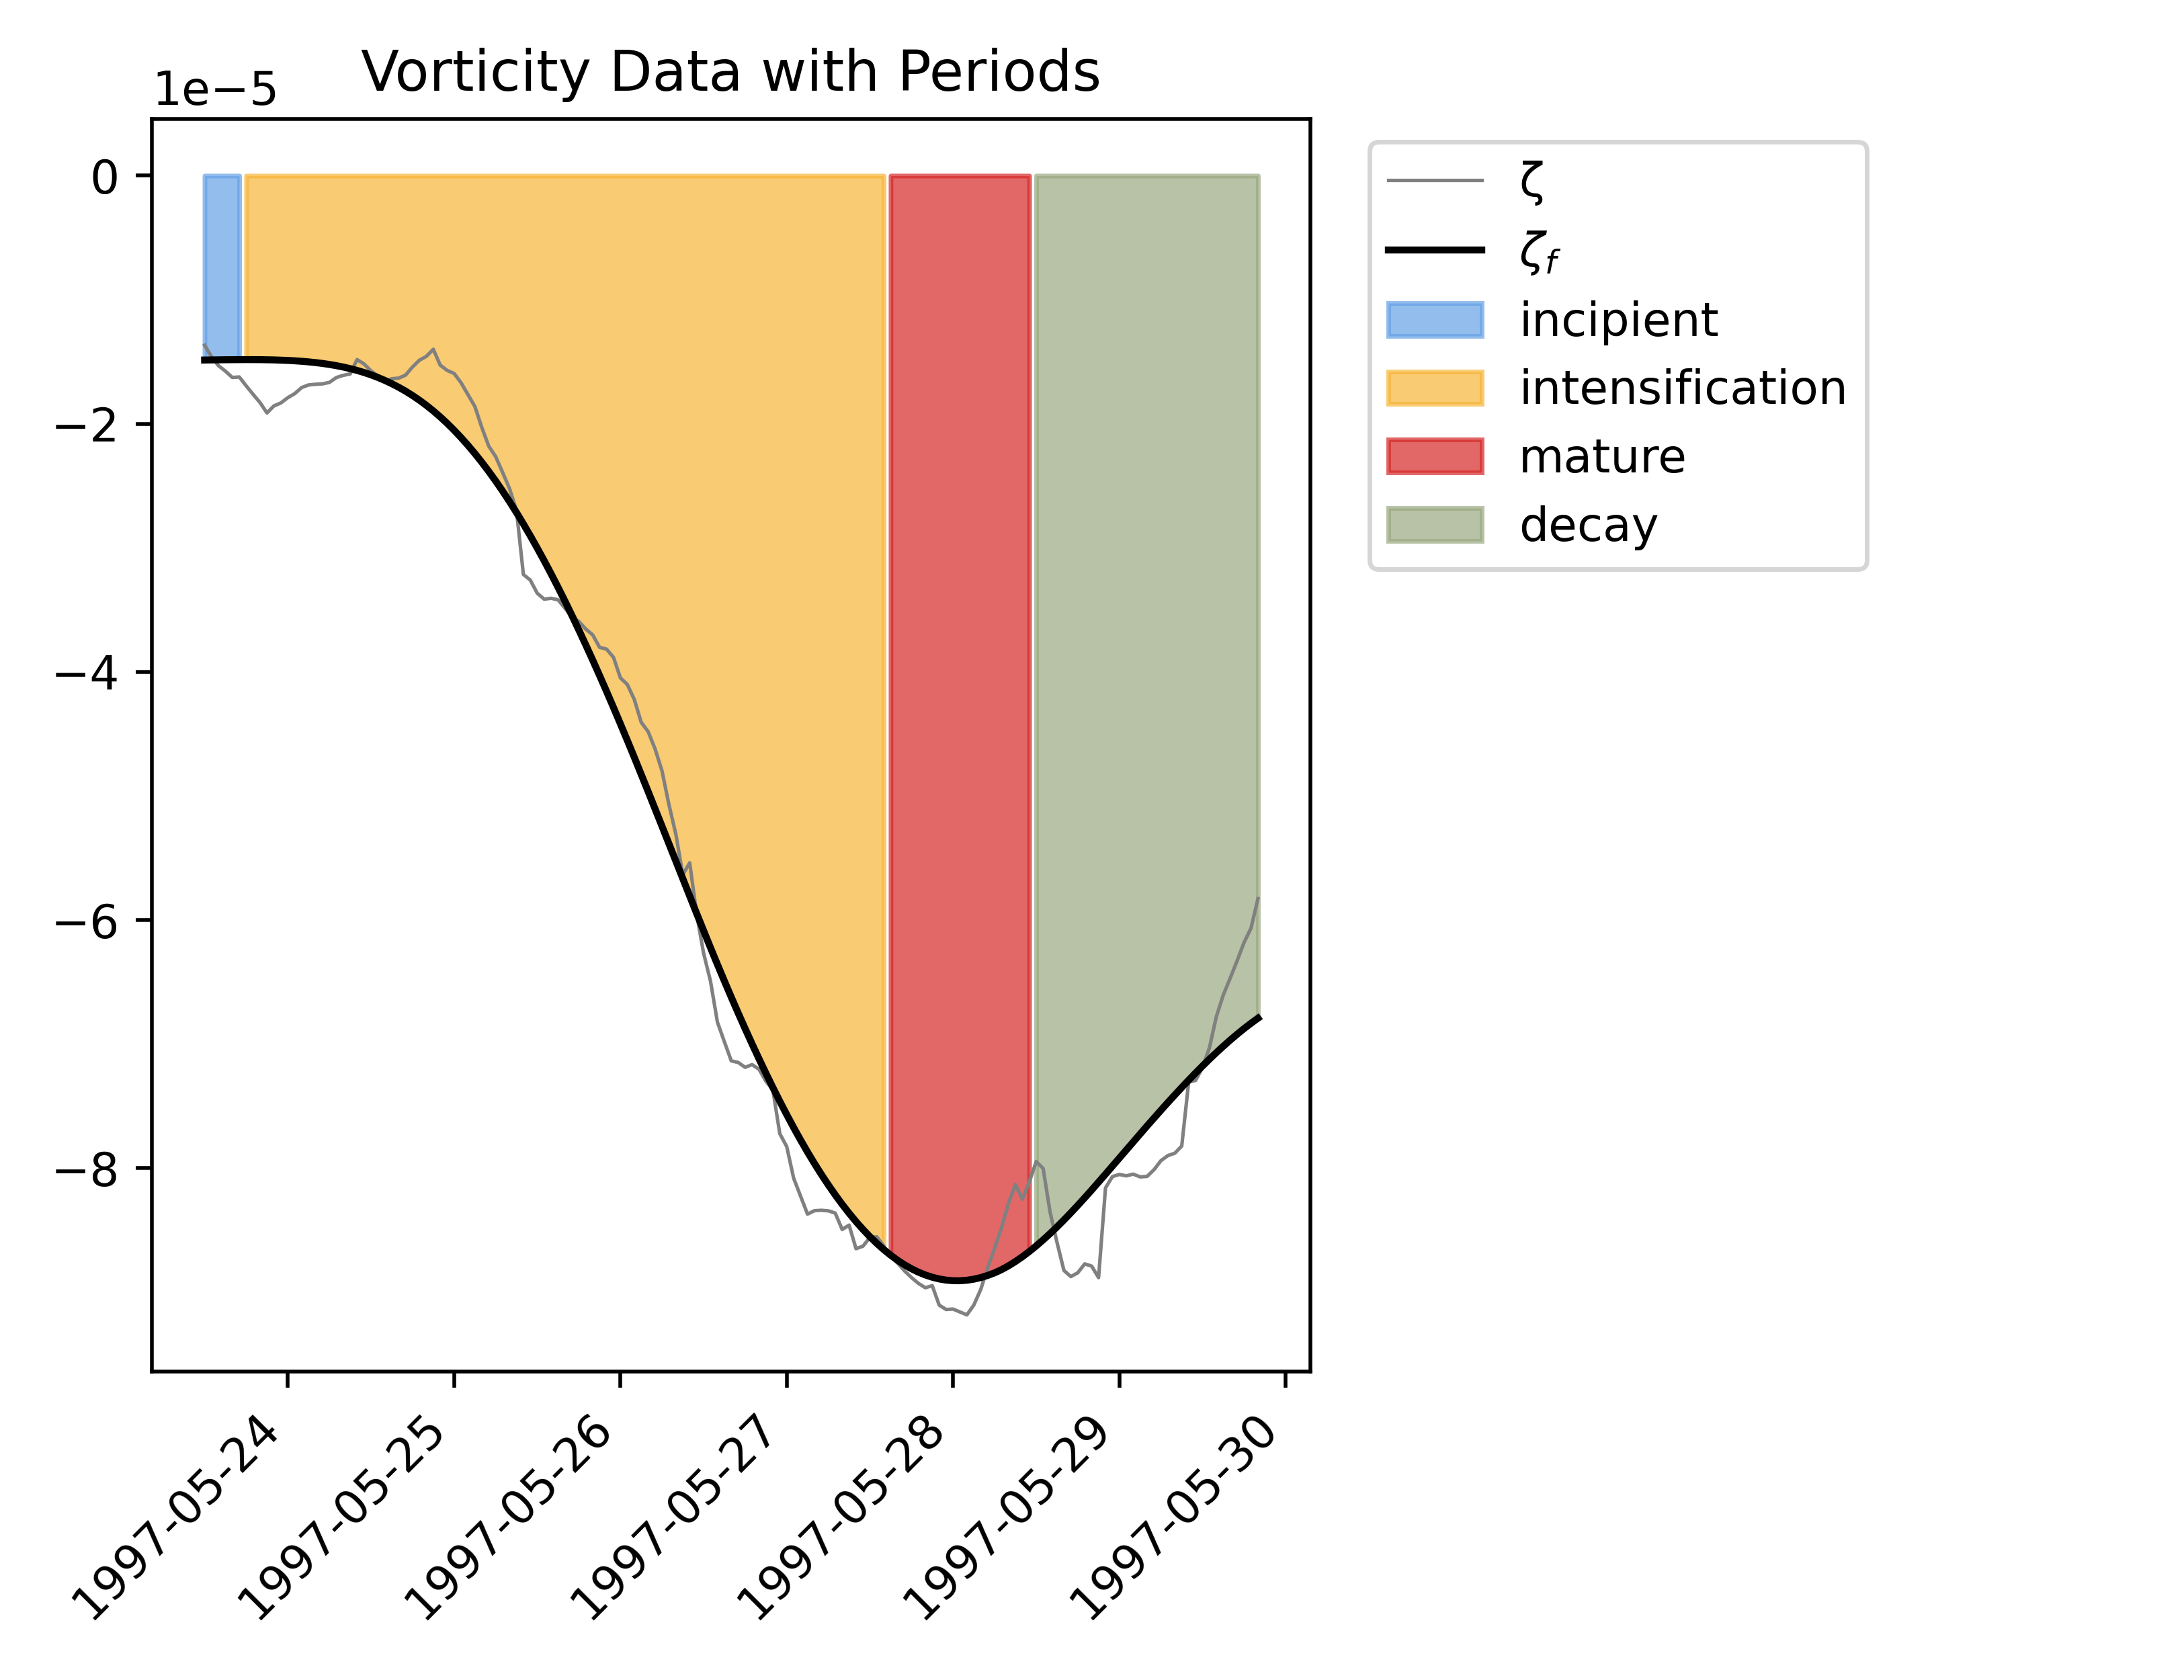 Vorticity Data with Periods
1e−5
0
−2
−4
−6
−8
1997-05-24
1997-05-25
1997-05-26
1997-05-27
1997-05-28
1997-05-29
1997-05-30
ζ
ζf
incipient
intensification
mature
decay